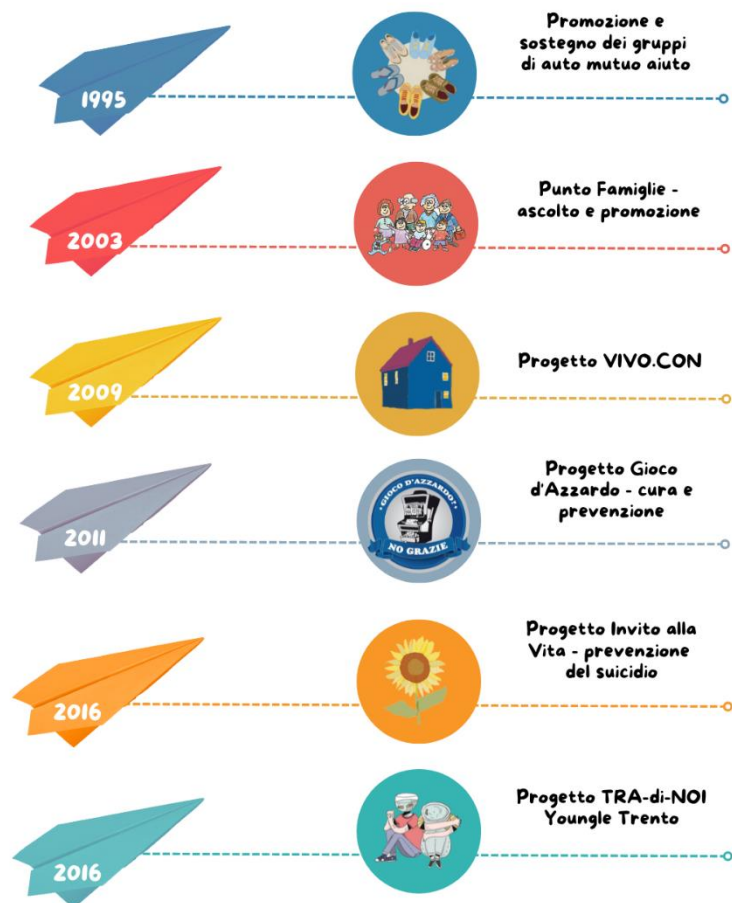 1995
Promozione e
sostegno dei gruppi
di auto mutuo aiuto
2003
Punto Famiglie -
ascolto e promozione
2009
Progetto VIVO.CON
2011
GIOCO D'AZZARDO?
NO GRAZIE
Progetto Gioco
d'Azzardo - cura e
prevenzione
2016
Progetto Invito alla
Vita - prevenzione
del suicidio
2016
Progetto TRA-di-NOI
Youngle Trento